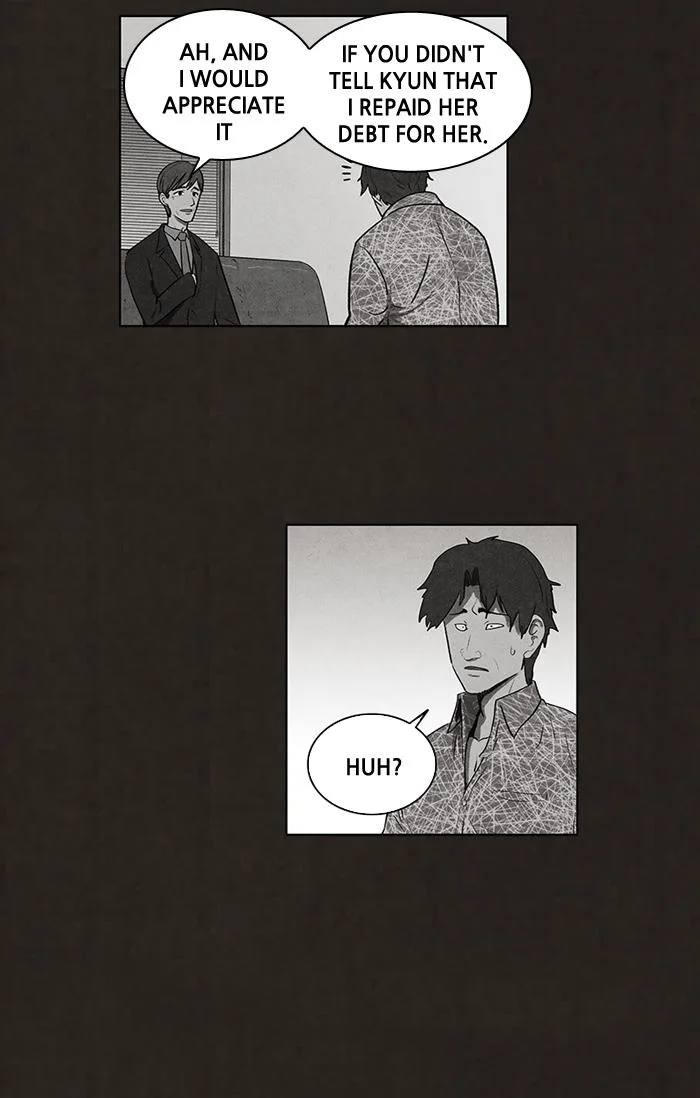 AH, AND
I WOULD
APPRECIATE
IT
IF YOU DIDN'T
TELL KYUN THAT
I REPAID HER
DEBT FOR HER.
HUH?